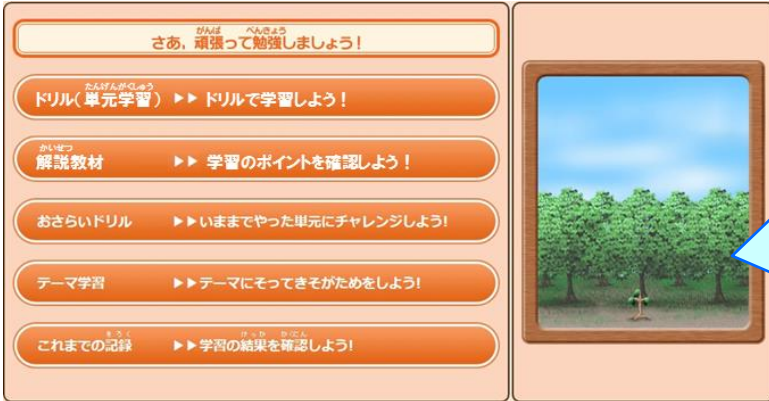 さあ、頑張って勉強しましょう！
ドリル（単元学習） ▶▶ ドリルで学習しよう！
解説教材 ▶▶ 学習のポイントを確認しよう！
おさらいドリル ▶▶いままでやった単元にチャレンジしよう!
テーマ学習 ▶▶テーマにそってきそがためをしよう!
これまでの記録 ▶▶学習の結果を確認しよう!